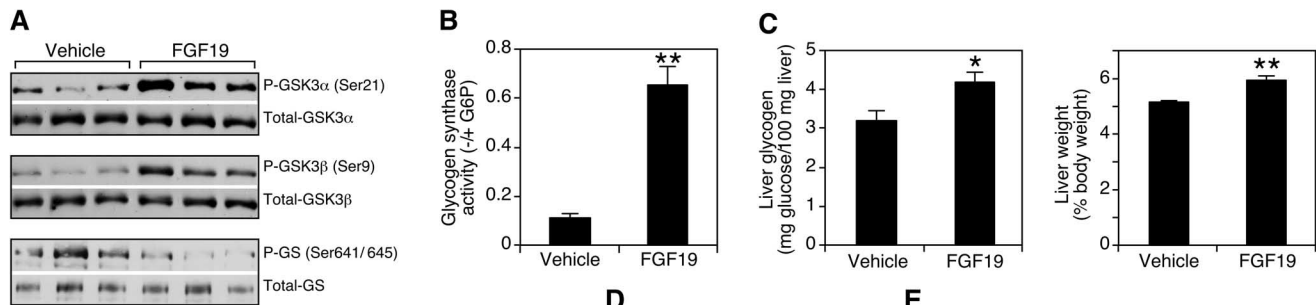 A
Vehicle FGF19
P-GSK3α (Ser21)
Total-GSK3α
P-GSK3β (Ser9)
Total-GSK3β
P-GS (Ser641/645)
Total-GS
B
Glycogen synthase
activity (-/+ G6P)
0.8
0.6
0.4
0.2
0
**
Vehicle FGF19
C
Liver glycogen
(mg glucose/100 mg liver)
5
4
3
2
1
0
*
Vehicle FGF19
Liver weight
(% body weight)
6
4
2
0
**
Vehicle FGF19
D E